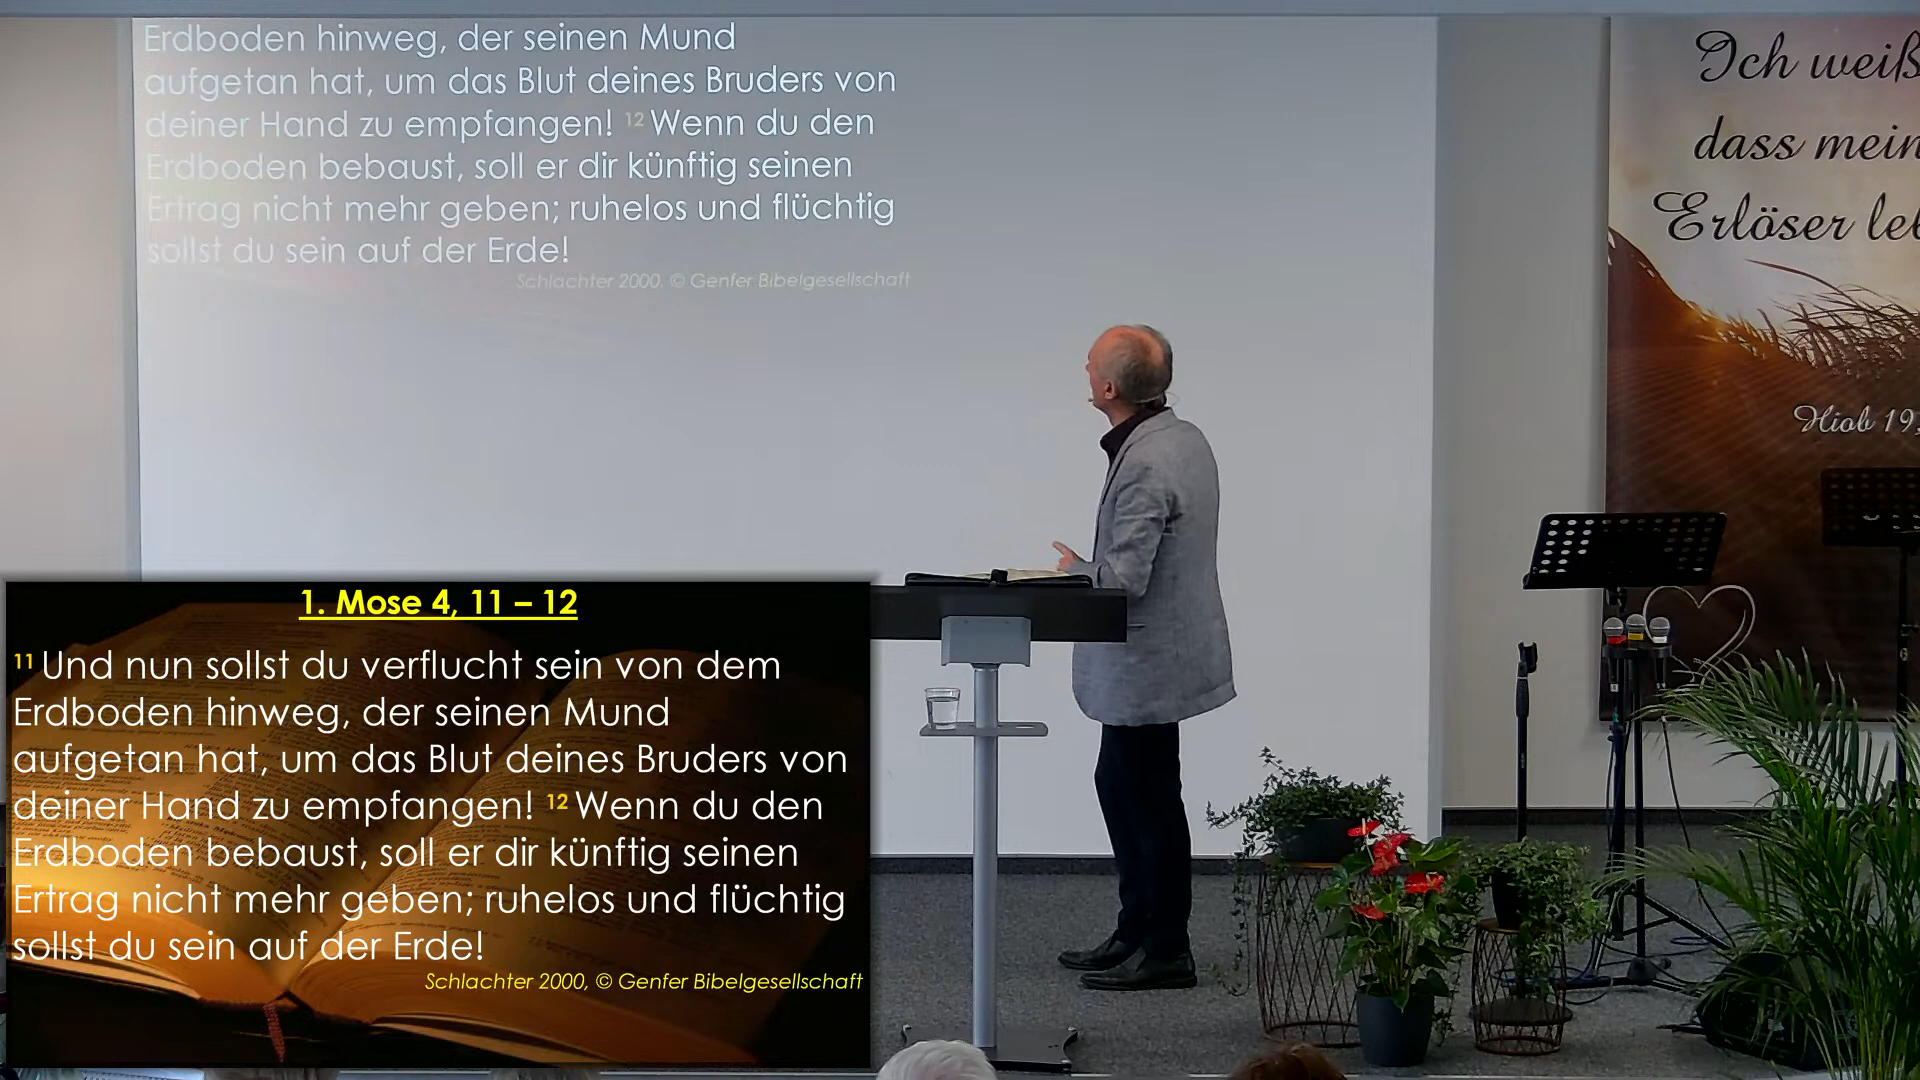 Erdboden hinweg, der seinen Mund
aufgetan hat, um das Blut deines Bruders von
deiner Hand zu empfangen! 12 Wenn du den
Erdboden bebaust, soll er dir künftig seinen
Ertrag nicht mehr geben; ruhelos und flüchtig
sollst du sein auf der Erde!
Schlachter 2000, © Genfer Bibelgesellschaft
Ich weiß
dass mein
Erlöser leb
Hiob 19,
1. Mose 4, 11 – 12
11 Und nun sollst du verflucht sein von dem
Erdboden hinweg, der seinen Mund
aufgetan hat, um das Blut deines Bruders von
deiner Hand zu empfangen! 12 Wenn du den
Erdboden bebaust, soll er dir künftig seinen
Ertrag nicht mehr geben; ruhelos und flüchtig
sollst du sein auf der Erde!
Schlachter 2000, © Genfer Bibelgesellschaft